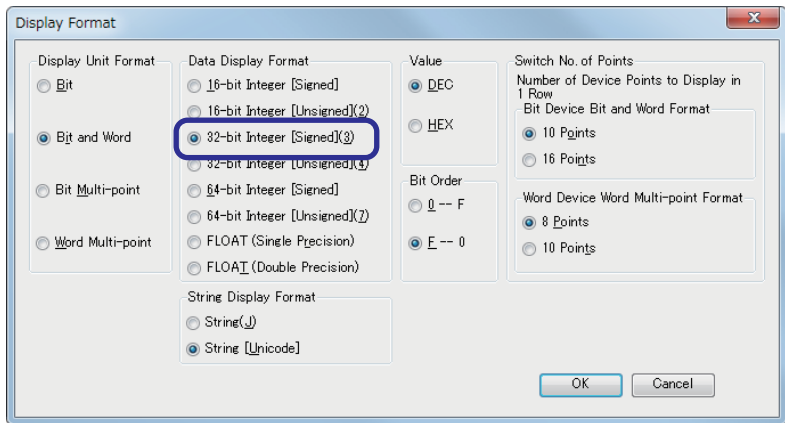 Display Format
Display Unit Format
Bit
Bit and Word
Bit Multi-point
Word Multi-point
Data Display Format
16-bit Integer [Signed]
16-bit Integer [Unsigned](2)
32-bit Integer [Signed](3)
32-bit Integer [Unsigned](4)
64-bit Integer [Signed]
64-bit Integer [Unsigned](7)
FLOAT (Single Precision)
FLOAT (Double Precision)
String Display Format
String(J)
String [Unicode]
Value
DEC
HEX
Bit Order
0 -- F
F -- 0
Switch No. of Points
Number of Device Points to Display in
1 Row
Bit Device Bit and Word Format
10 Points
16 Points
Word Device Word Multi-point Format
8 Points
10 Points
OK
Cancel